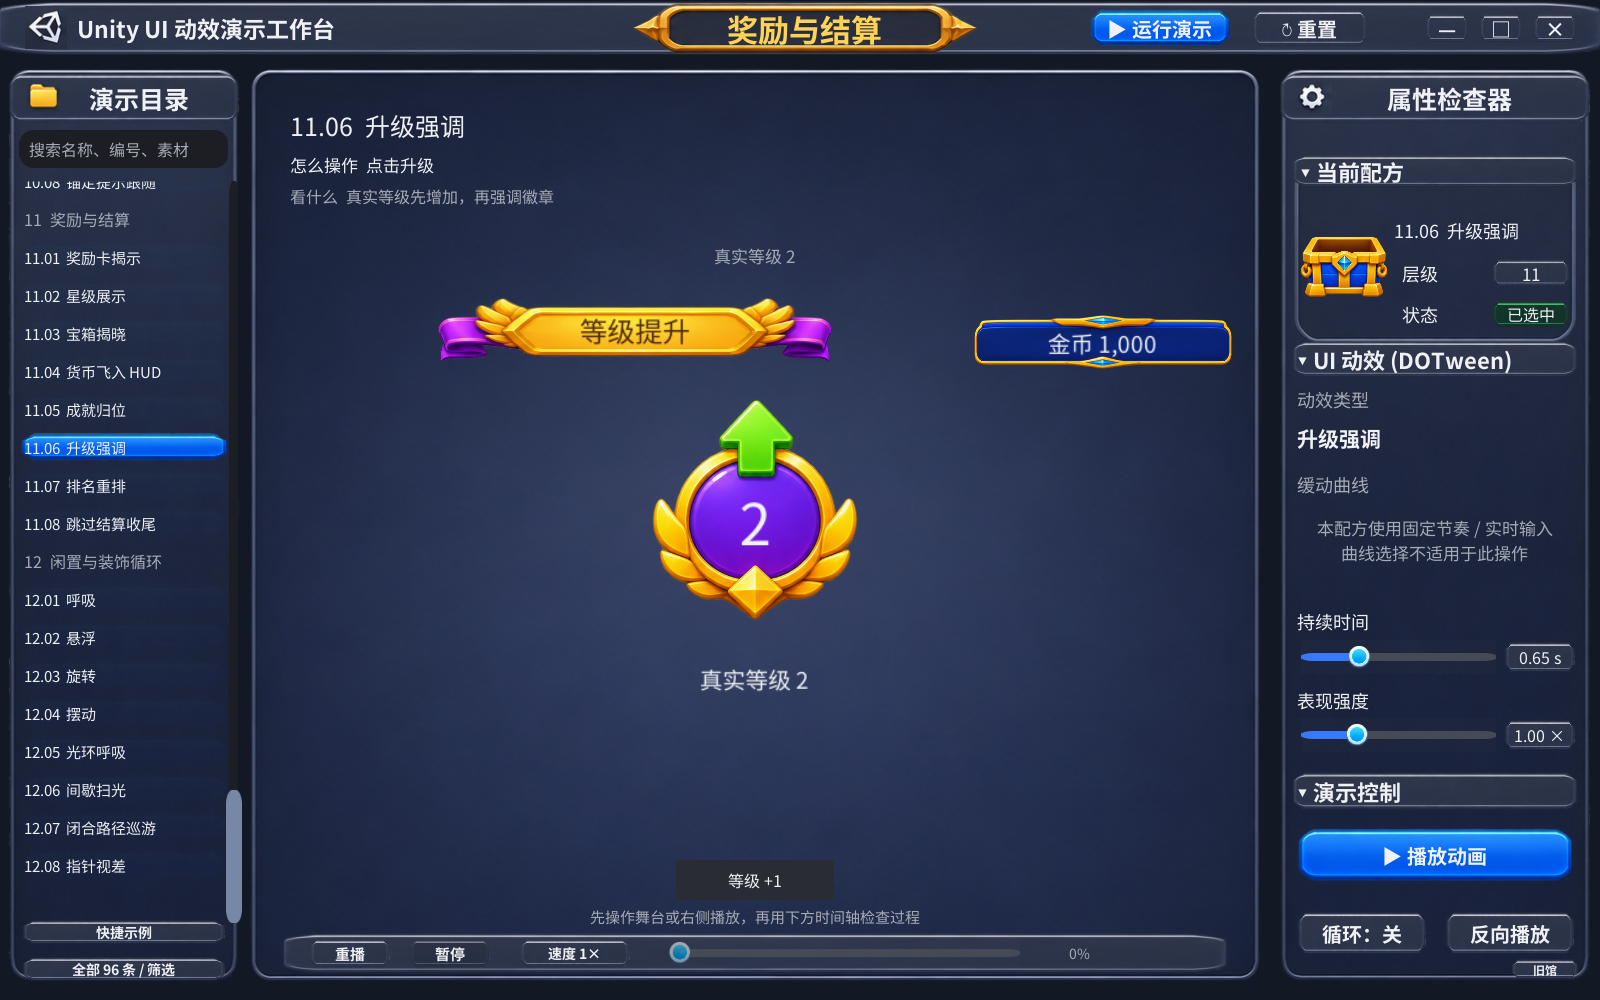 Unity UI 动效演示工作台
奖励与结算
▶ 运行演示
↻ 重置
演示目录
搜索名称、编号、素材
10.08 锚定提示跟随
11 奖励与结算
11.01 奖励卡揭示
11.02 星级展示
11.03 宝箱揭晓
11.04 货币飞入 HUD
11.05 成就归位
11.06 升级强调
11.07 排名重排
11.08 跳过结算收尾
12 闲置与装饰循环
12.01 呼吸
12.02 悬浮
12.03 旋转
12.04 摆动
12.05 光环呼吸
12.06 间歇扫光
12.07 闭合路径巡游
12.08 指针视差
快捷示例
全部 96 条 / 筛选
11.06 升级强调
怎么操作 点击升级
看什么 真实等级先增加，再强调徽章
真实等级 2
等级提升
金币 1,000
2
真实等级 2
等级 +1
先操作舞台或右侧播放，再用下方时间轴检查过程
重播
暂停
速度 1×
0%
属性检查器
▼ 当前配方
11.06 升级强调
层级
11
状态
已选中
▼ UI 动效 (DOTween)
动效类型
升级强调
缓动曲线
本配方使用固定节奏 / 实时输入
曲线选择不适用于此操作
持续时间
0.65 s
表现强度
1.00 ×
▼ 演示控制
▶ 播放动画
循环：关
反向播放
旧馆